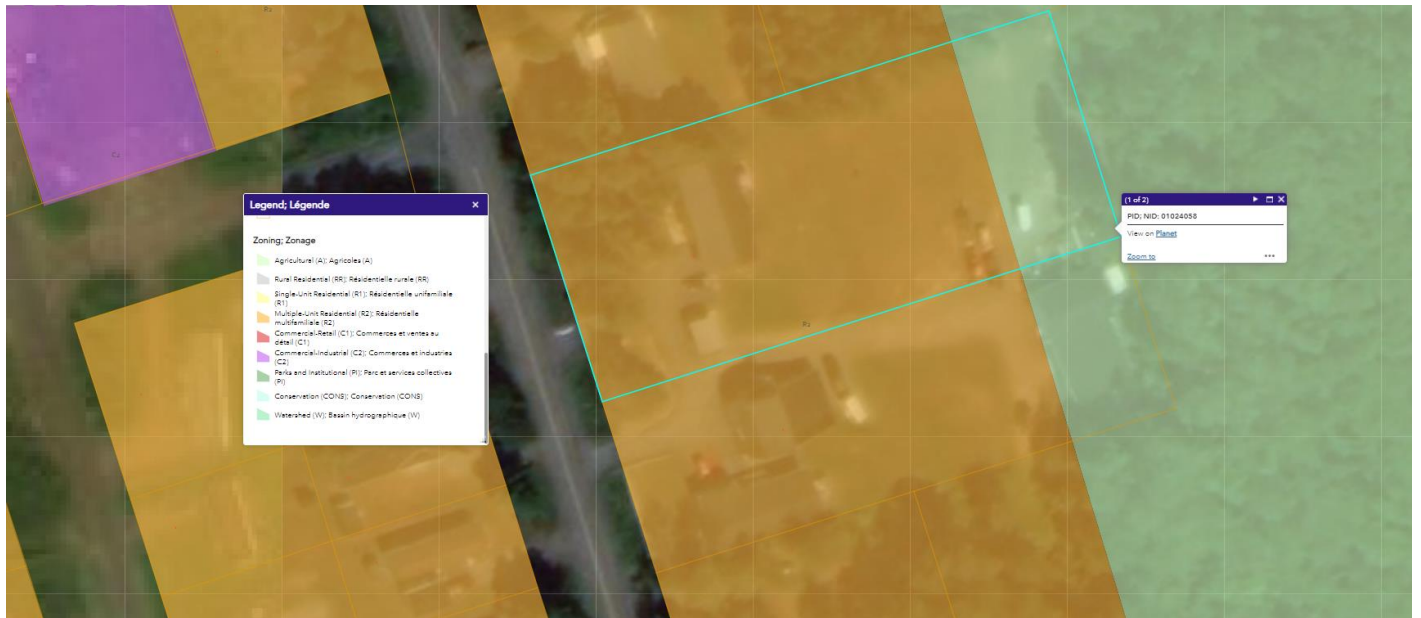 R2
C2
Legend; Légende
Zoning; Zonage
Agricultural (A); Agricoles (A)
Rural Residential (RR); Résidentielle rurale (RR)
Single-Unit Residential (R1); Résidentielle unifamiliale
(R1)
Multiple-Unit Residential (R2); Résidentielle
multifamiliale (R2)
Commercial-Retail (C1); Commerces et ventes au
détail (C1)
Commercial-Industrial (C2); Commerces et industries
(C2)
Parks and Institutional (PI); Parc et services collectives
(PI)
Conservation (CONS); Conservation (CONS)
Watershed (W); Bassin hydrographique (W)
(1 of 2)
PID; NID: 01024058
View on Planet
Zoom to
R2